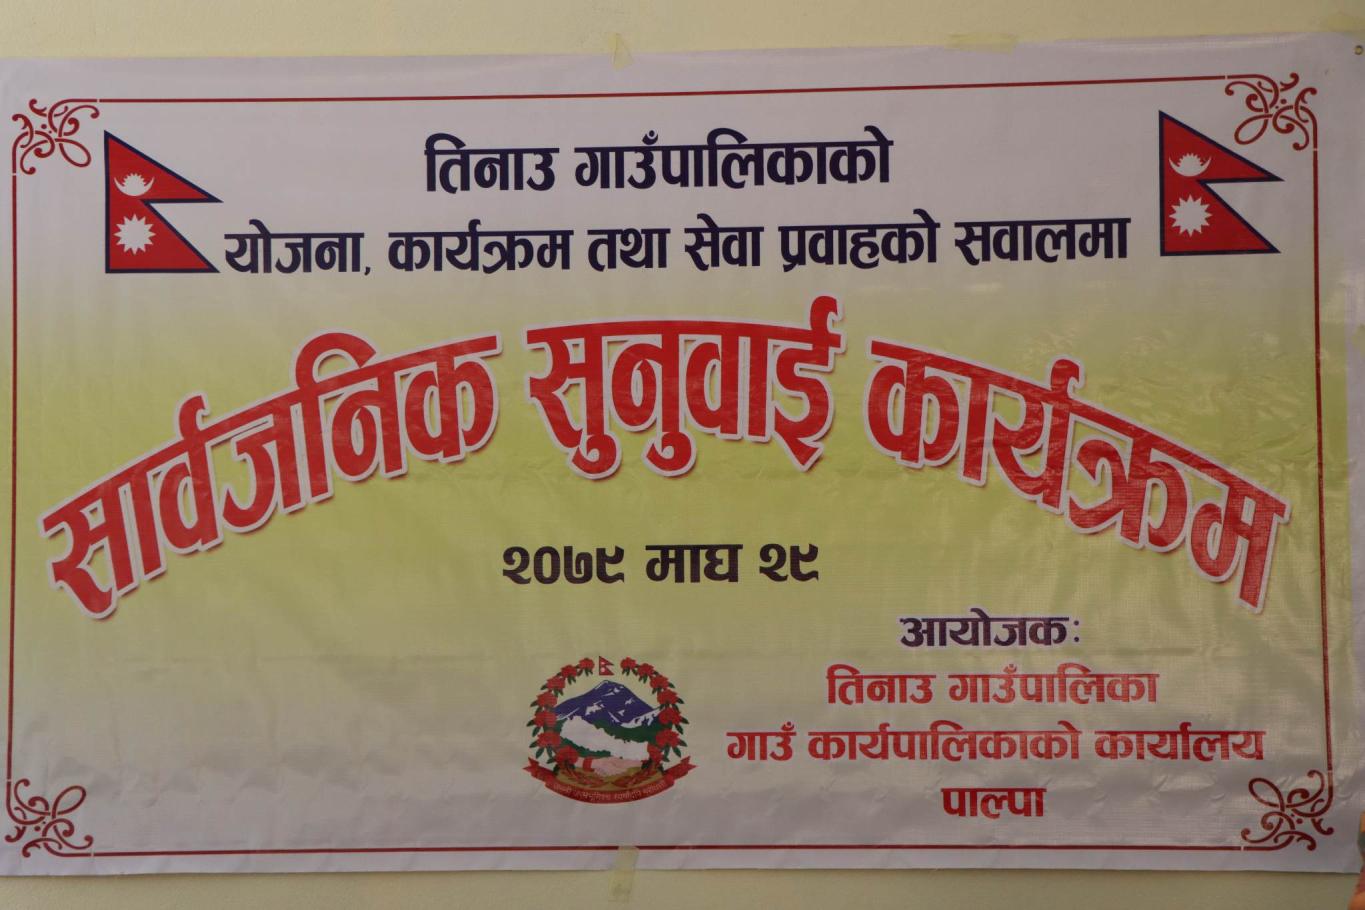 तिनाउ गाउँपालिकाको
योजना, कार्यक्रम तथा सेवा प्रवाहको सवालमा
सार्वजनिक सुनुवाई कार्यक्रम
२०७९ माघ २९
आयोजकः
तिनाउ गाउँपालिका
गाउँ कार्यपालिकाको कार्यालय
पाल्पा